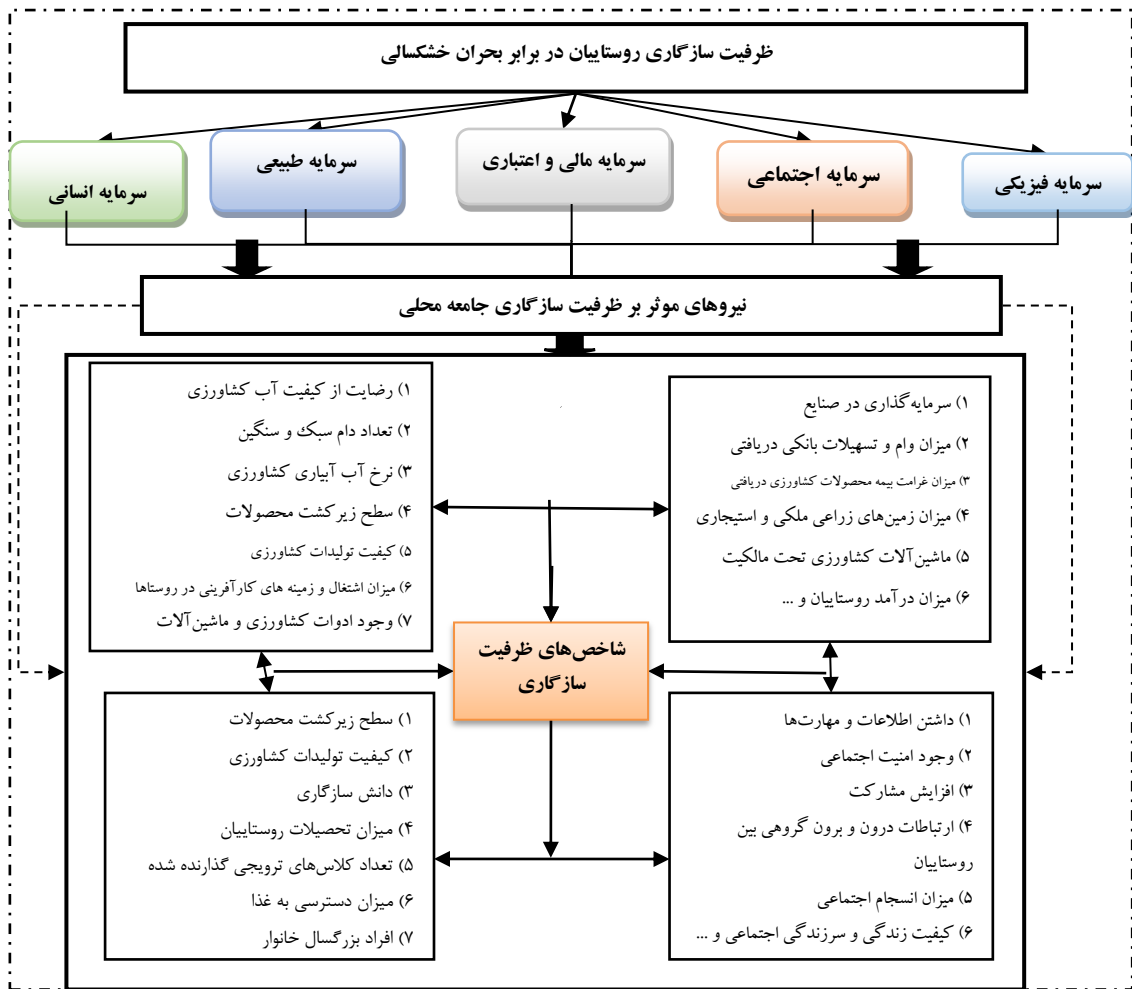 ظرفیت سازگاری روستاییان در برابر بحران خشکسالی
سرمایه فیزیکی
سرمایه اجتماعی
سرمایه مالی و اعتباری
سرمایه طبیعی
سرمایه انسانی
نیروهای موثر بر ظرفیت سازگاری جامعه محلی
۱) سرمایه‌گذاری در صنایع
۲) میزان وام و تسهیلات بانکی دریافتی
۳) میزان غرامت بیمه محصولات کشاورزی دریافتی
۴) میزان زمین‌های زراعی ملکی و استیجاری
۵) ماشین‌آلات کشاورزی تحت مالکیت
۶) میزان درآمد روستاییان و ...
۱) رضایت از کیفیت آب کشاورزی
۲) تعداد دام سبک و سنگین
۳) نرخ آب آبیاری کشاورزی
۴) سطح زیرکشت محصولات
۵) کیفیت تولیدات کشاورزی
۶) میزان اشتغال و زمینه های کارآفرینی در روستاها
۷) وجود ادوات کشاورزی و ماشین‌آلات
شاخص‌های ظرفیت
سازگاری
۱) داشتن اطلاعات و مهارت‌ها
۲) وجود امنیت اجتماعی
۳) افزایش مشارکت
۴) ارتباطات درون و برون گروهی بین
روستاییان
۵) میزان انسجام اجتماعی
۶) کیفیت زندگی و سرزندگی اجتماعی و ...
۱) سطح زیرکشت محصولات
۲) کیفیت تولیدات کشاورزی
۳) دانش سازگاری
۴) میزان تحصیلات روستاییان
۵) تعداد کلاس‌های ترویجی گذارنده شده
۶) میزان دسترسی به غذا
۷) افراد بزرگسال خانوار